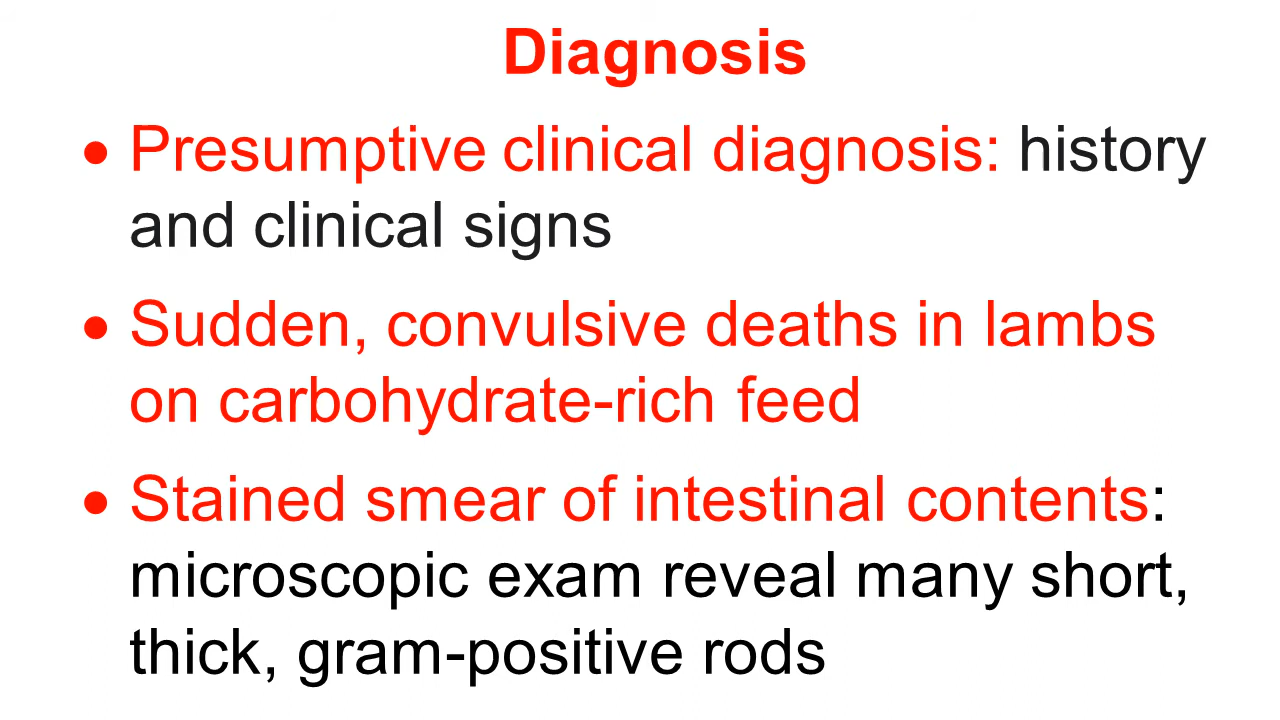 Diagnosis
• Presumptive clinical diagnosis: history
and clinical signs
• Sudden, convulsive deaths in lambs
on carbohydrate-rich feed
• Stained smear of intestinal contents:
microscopic exam reveal many short,
thick, gram-positive rods